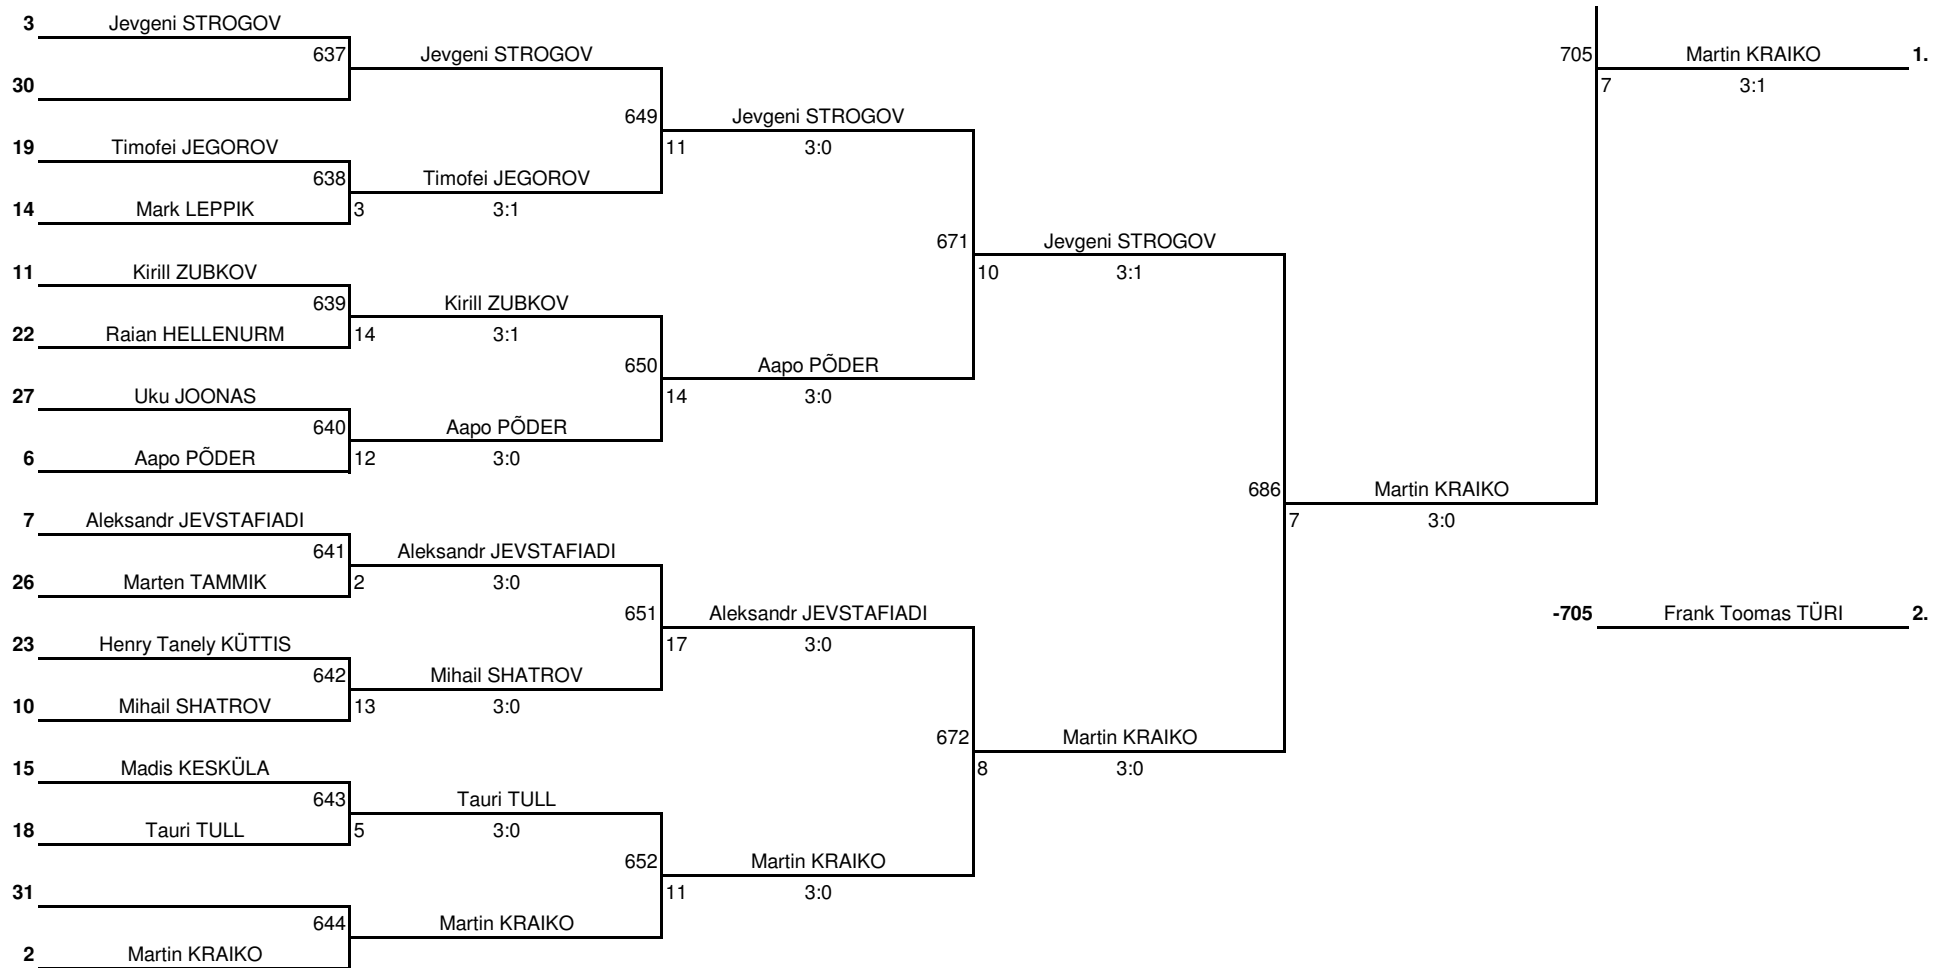 3 Jevgeni STROGOV
637 Jevgeni STROGOV 705 Martin KRAIKO 1.
30 7 3:1
649 Jevgeni STROGOV
19 Timofei JEGOROV 11 3:0
638 Timofei JEGOROV
14 Mark LEPPIK 3 3:1
671 Jevgeni STROGOV
11 Kirill ZUBKOV 10 3:1
639 Kirill ZUBKOV
22 Raian HELLENURM 14 3:1
650 Aapo PÕDER
27 Uku JOONAS 14 3:0
640 Aapo PÕDER
6 Aapo PÕDER 12 3:0
686 Martin KRAIKO
7 Aleksandr JEVSTAFIADI 7 3:0
641 Aleksandr JEVSTAFIADI
26 Marten TAMMIK 2 3:0
651 Aleksandr JEVSTAFIADI -705 Frank Toomas TÜRI 2.
23 Henry Tanely KÜTTIS 17 3:0
642 Mihail SHATROV
10 Mihail SHATROV 13 3:0
672 Martin KRAIKO
15 Madis KESKÜLA 8 3:0
643 Tauri TULL
18 Tauri TULL 5 3:0
652 Martin KRAIKO
31 11 3:0
644 Martin KRAIKO
2 Martin KRAIKO